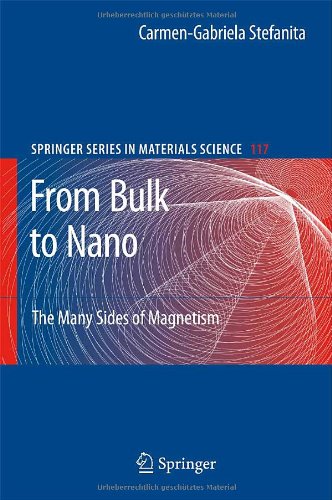 Urheberrechtlich geschütztes Material
Carmen-Gabriela Stefanita
SPRINGER SERIES IN MATERIALS SCIENCE 117
From Bulk
to Nano
The Many Sides of Magnetism
Springer
Urheberrechtlich geschütztes Material